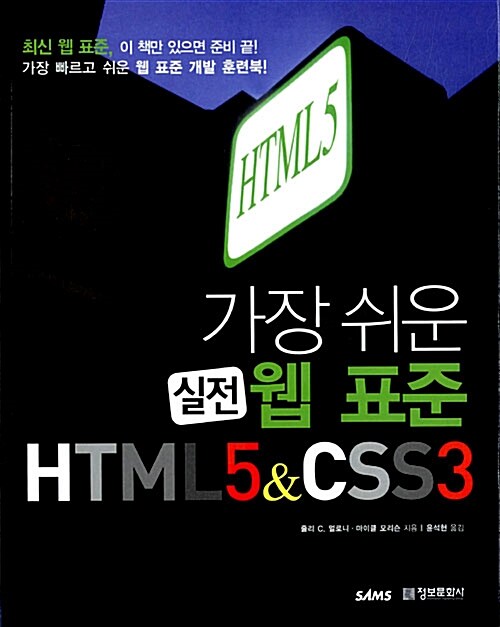 최신 웹 표준, 이 책만 있으면 준비 끝!
가장 빠르고 쉬운 웹 표준 개발 훈련북!
HTML5
가장 쉬운
실전 웹 표준
HTML5&CSS3
줄리 C. 멜로니 · 마이클 모리슨 지음 | 윤석현 옮김
SAMS 정보문화사